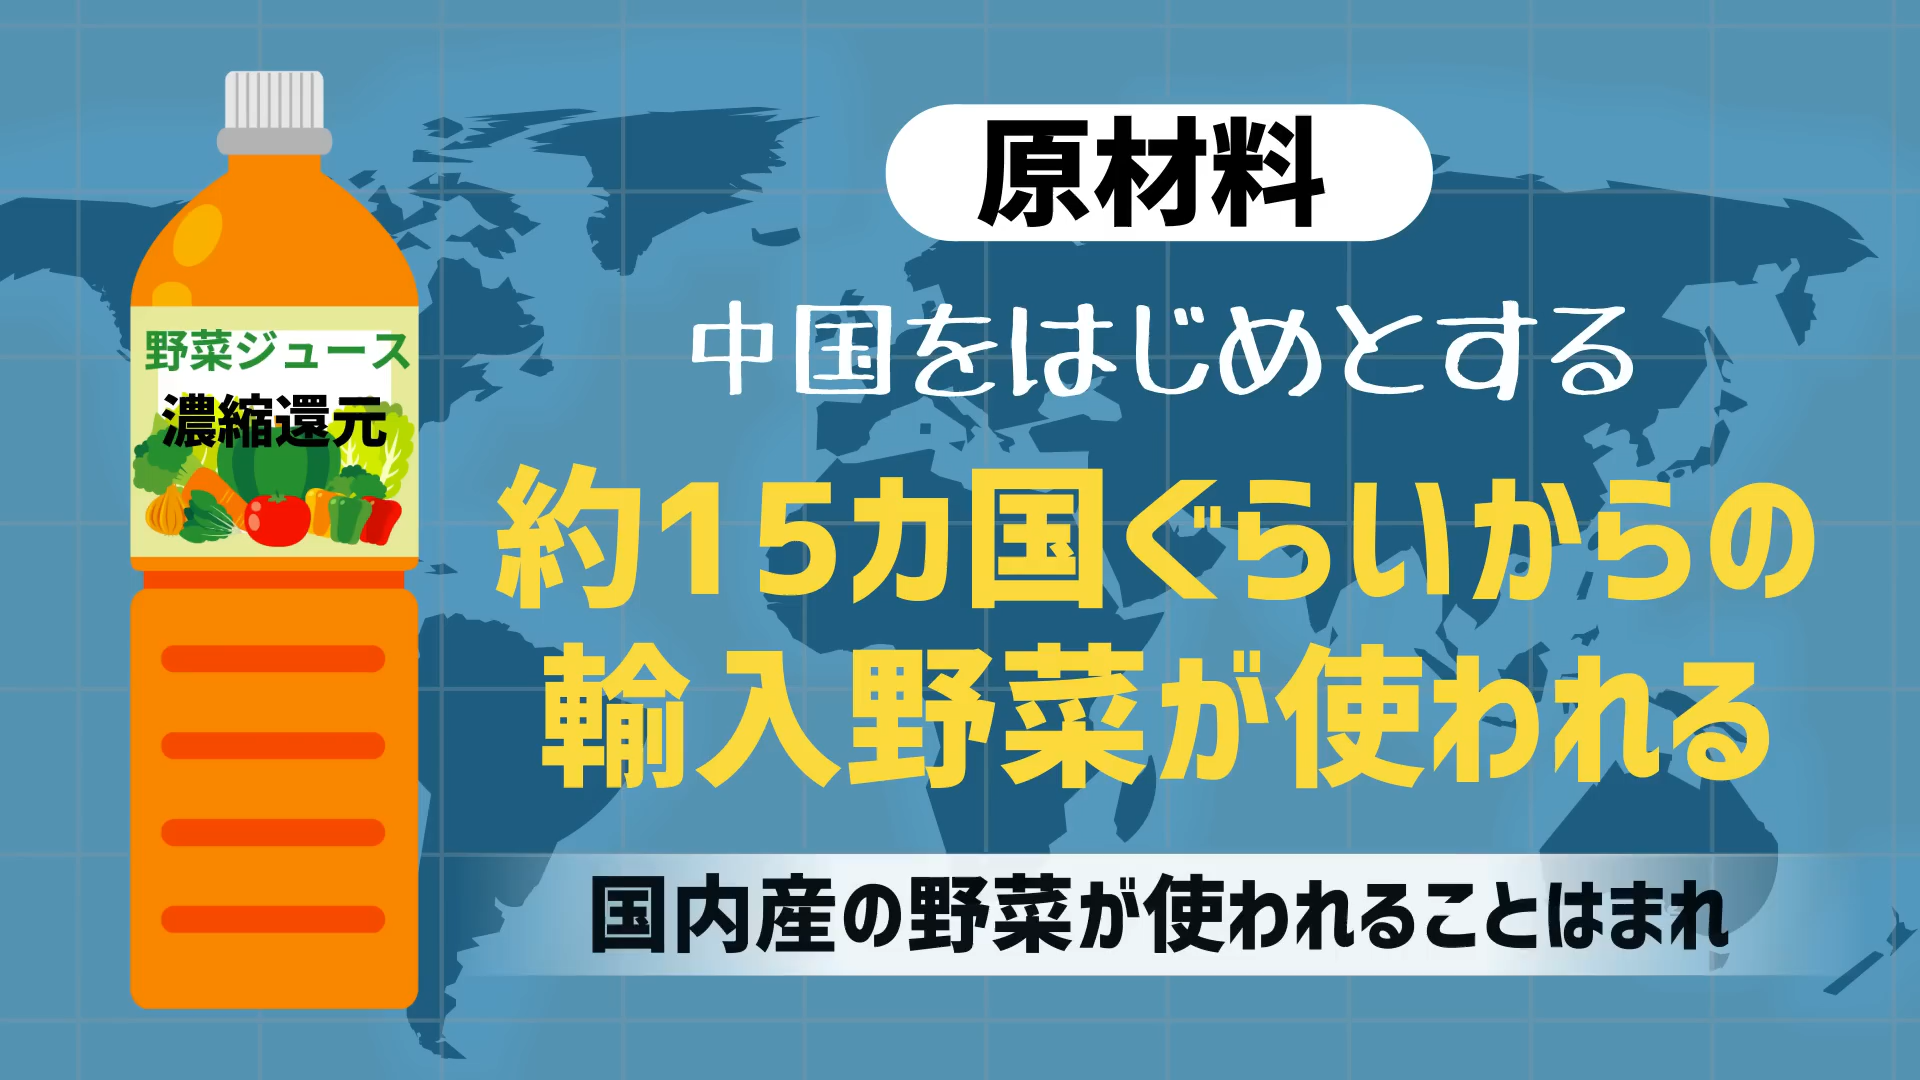 原材料
中国をはじめとする
約15カ国ぐらいからの
輸入野菜が使われる
国内産の野菜が使われることはまれ
野菜ジュース
濃縮還元